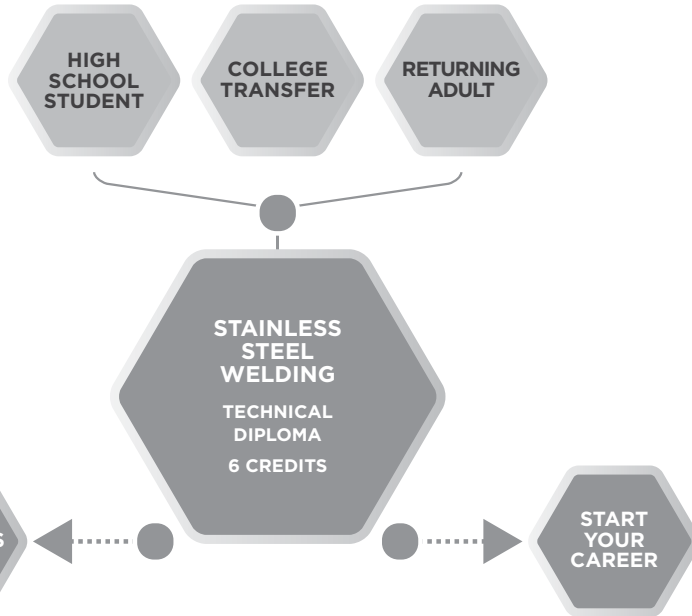 HIGH
SCHOOL
STUDENT
COLLEGE
TRANSFER
RETURNING
ADULT
STAINLESS
STEEL
WELDING
TECHNICAL
DIPLOMA
6 CREDITS
START
YOUR
CAREER